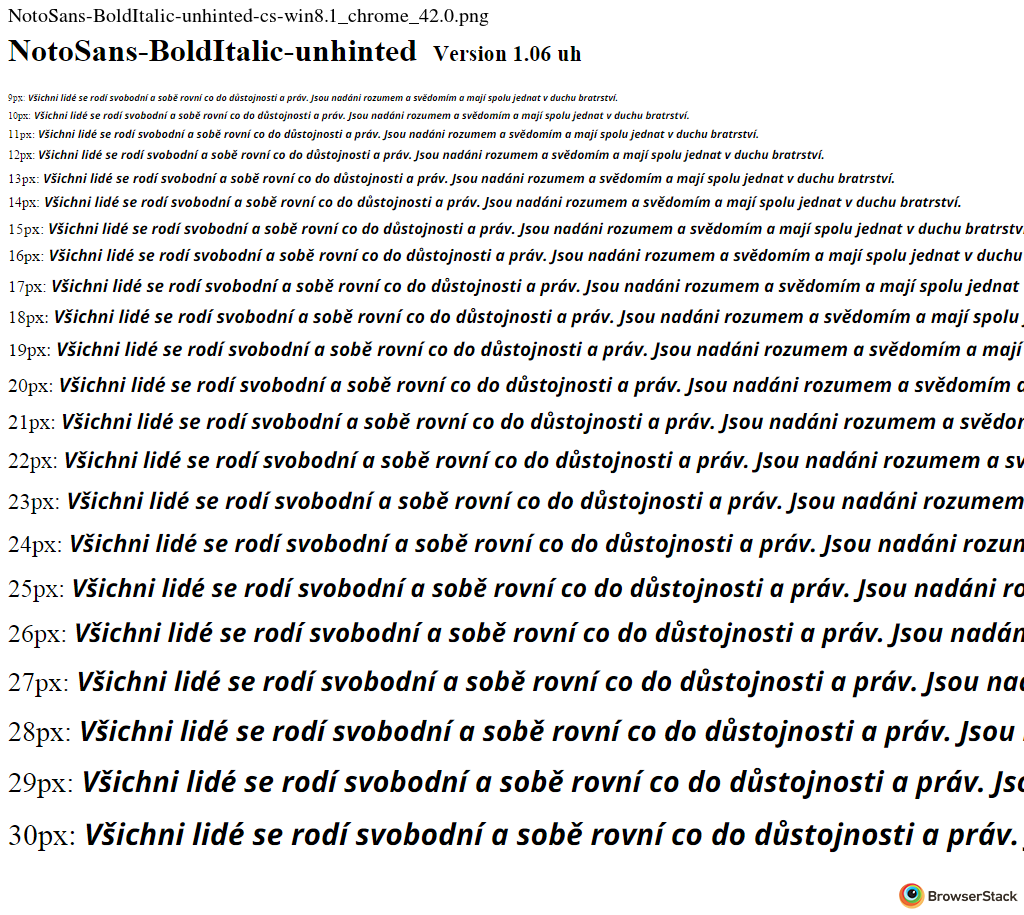 NotoSans-BoldItalic-unhinted-cs-win8.1_chrome_42.0.png
NotoSans-BoldItalic-unhinted Version 1.06 uh
9px: Všichni lidé se rodí svobodní a sobě rovní co do důstojnosti a práv. Jsou nadáni rozumem a svědomím a mají spolu jednat v duchu bratrství.
10px: Všichni lidé se rodí svobodní a sobě rovní co do důstojnosti a práv. Jsou nadáni rozumem a svědomím a mají spolu jednat v duchu bratrství.
11px: Všichni lidé se rodí svobodní a sobě rovní co do důstojnosti a práv. Jsou nadáni rozumem a svědomím a mají spolu jednat v duchu bratrství.
12px: Všichni lidé se rodí svobodní a sobě rovní co do důstojnosti a práv. Jsou nadáni rozumem a svědomím a mají spolu jednat v duchu bratrství.
13px: Všichni lidé se rodí svobodní a sobě rovní co do důstojnosti a práv. Jsou nadáni rozumem a svědomím a mají spolu jednat v duchu bratrství.
14px: Všichni lidé se rodí svobodní a sobě rovní co do důstojnosti a práv. Jsou nadáni rozumem a svědomím a mají spolu jednat v duchu bratrství.
15px: Všichni lidé se rodí svobodní a sobě rovní co do důstojnosti a práv. Jsou nadáni rozumem a svědomím a mají spolu jednat v duchu bratrstv
16px: Všichni lidé se rodí svobodní a sobě rovní co do důstojnosti a práv. Jsou nadáni rozumem a svědomím a mají spolu jednat v duchu
17px: Všichni lidé se rodí svobodní a sobě rovní co do důstojnosti a práv. Jsou nadáni rozumem a svědomím a mají spolu jednat
18px: Všichni lidé se rodí svobodní a sobě rovní co do důstojnosti a práv. Jsou nadáni rozumem a svědomím a mají spolu
19px: Všichni lidé se rodí svobodní a sobě rovní co do důstojnosti a práv. Jsou nadáni rozumem a svědomím a mají
20px: Všichni lidé se rodí svobodní a sobě rovní co do důstojnosti a práv. Jsou nadáni rozumem a svědomím a
21px: Všichni lidé se rodí svobodní a sobě rovní co do důstojnosti a práv. Jsou nadáni rozumem a svědom
22px: Všichni lidé se rodí svobodní a sobě rovní co do důstojnosti a práv. Jsou nadáni rozumem a sv
23px: Všichni lidé se rodí svobodní a sobě rovní co do důstojnosti a práv. Jsou nadáni rozumem
24px: Všichni lidé se rodí svobodní a sobě rovní co do důstojnosti a práv. Jsou nadáni rozum
25px: Všichni lidé se rodí svobodní a sobě rovní co do důstojnosti a práv. Jsou nadáni ro
26px: Všichni lidé se rodí svobodní a sobě rovní co do důstojnosti a práv. Jsou nadán
27px: Všichni lidé se rodí svobodní a sobě rovní co do důstojnosti a práv. Jsou nad
28px: Všichni lidé se rodí svobodní a sobě rovní co do důstojnosti a práv. Jsou
29px: Všichni lidé se rodí svobodní a sobě rovní co do důstojnosti a práv. Jso
30px: Všichni lidé se rodí svobodní a sobě rovní co do důstojnosti a práv.
BrowserStack